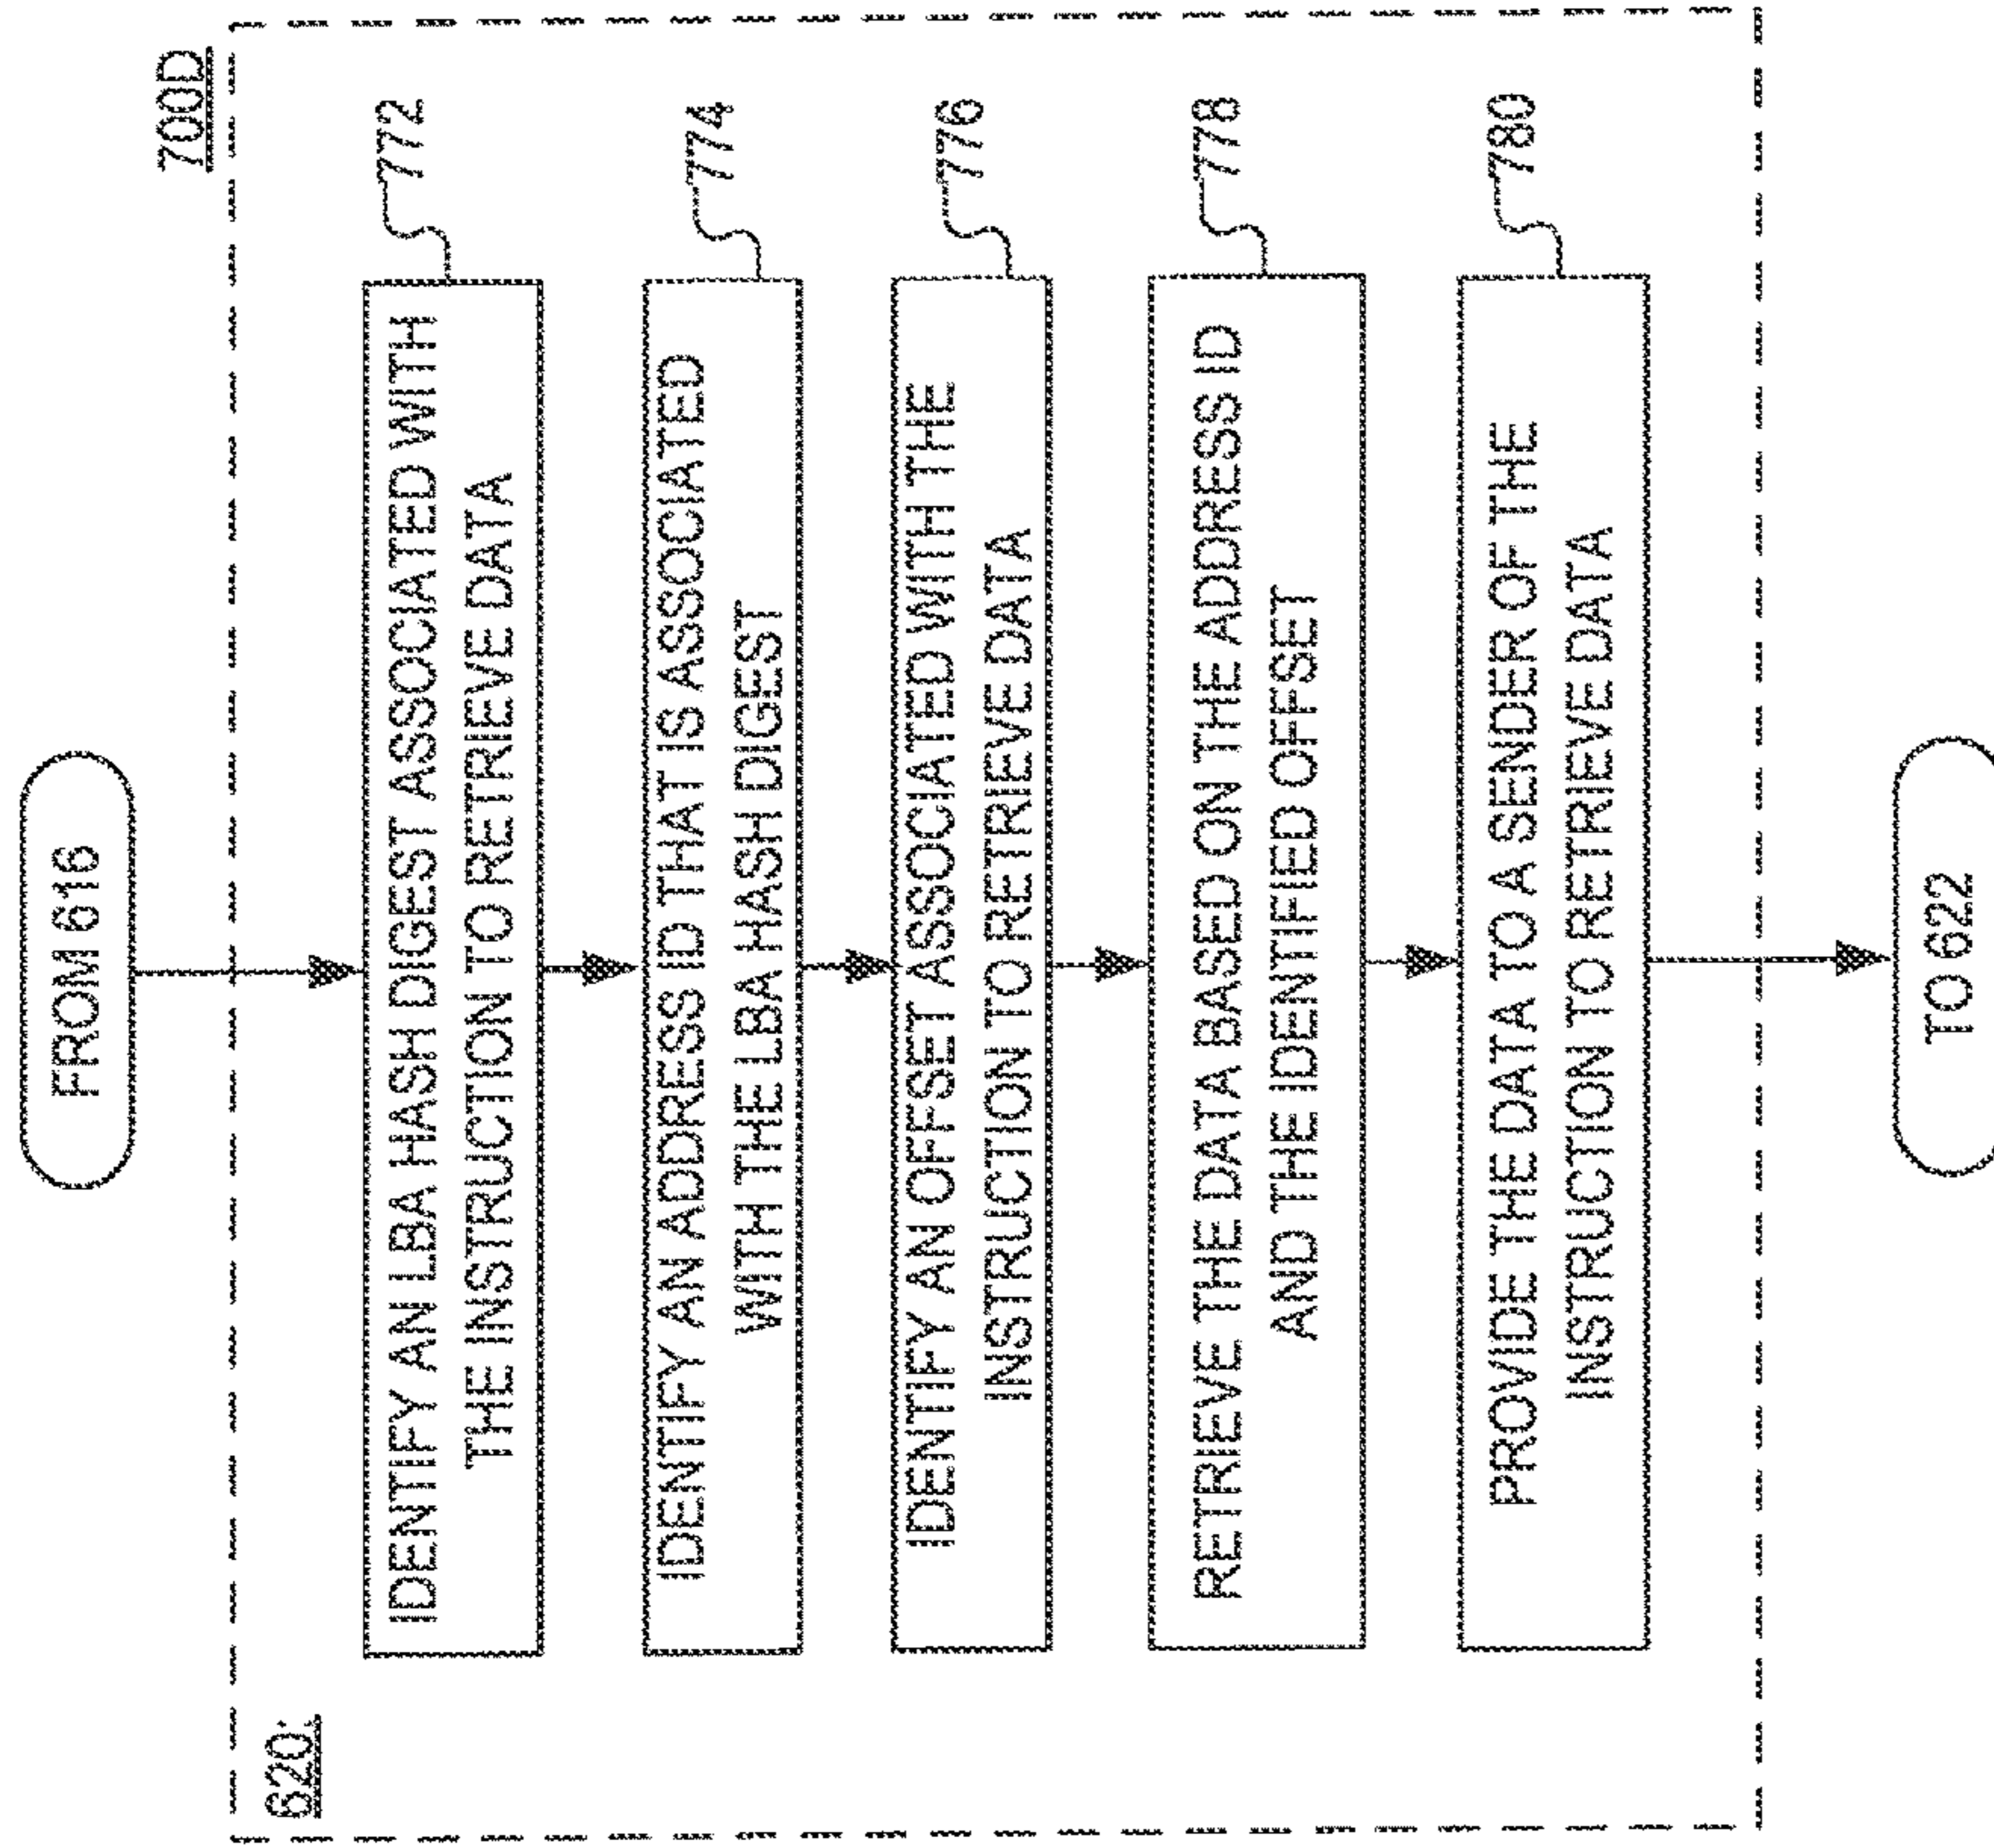 700D
FROM 616
620:
IDENTIFY AN LBA HASH DIGEST ASSOCIATED WITH
THE INSTRUCTION TO RETRIEVE DATA
772
IDENTIFY AN ADDRESS ID THAT IS ASSOCIATED
WITH THE LBA HASH DIGEST
774
IDENTIFY AN OFFSET ASSOCIATED WITH THE
INSTRUCTION TO RETRIEVE DATA
776
RETRIEVE THE DATA BASED ON THE ADDRESS ID
AND THE IDENTIFIED OFFSET
778
PROVIDE THE DATA TO A SENDER OF THE
INSTRUCTION TO RETRIEVE DATA
780
TO 622